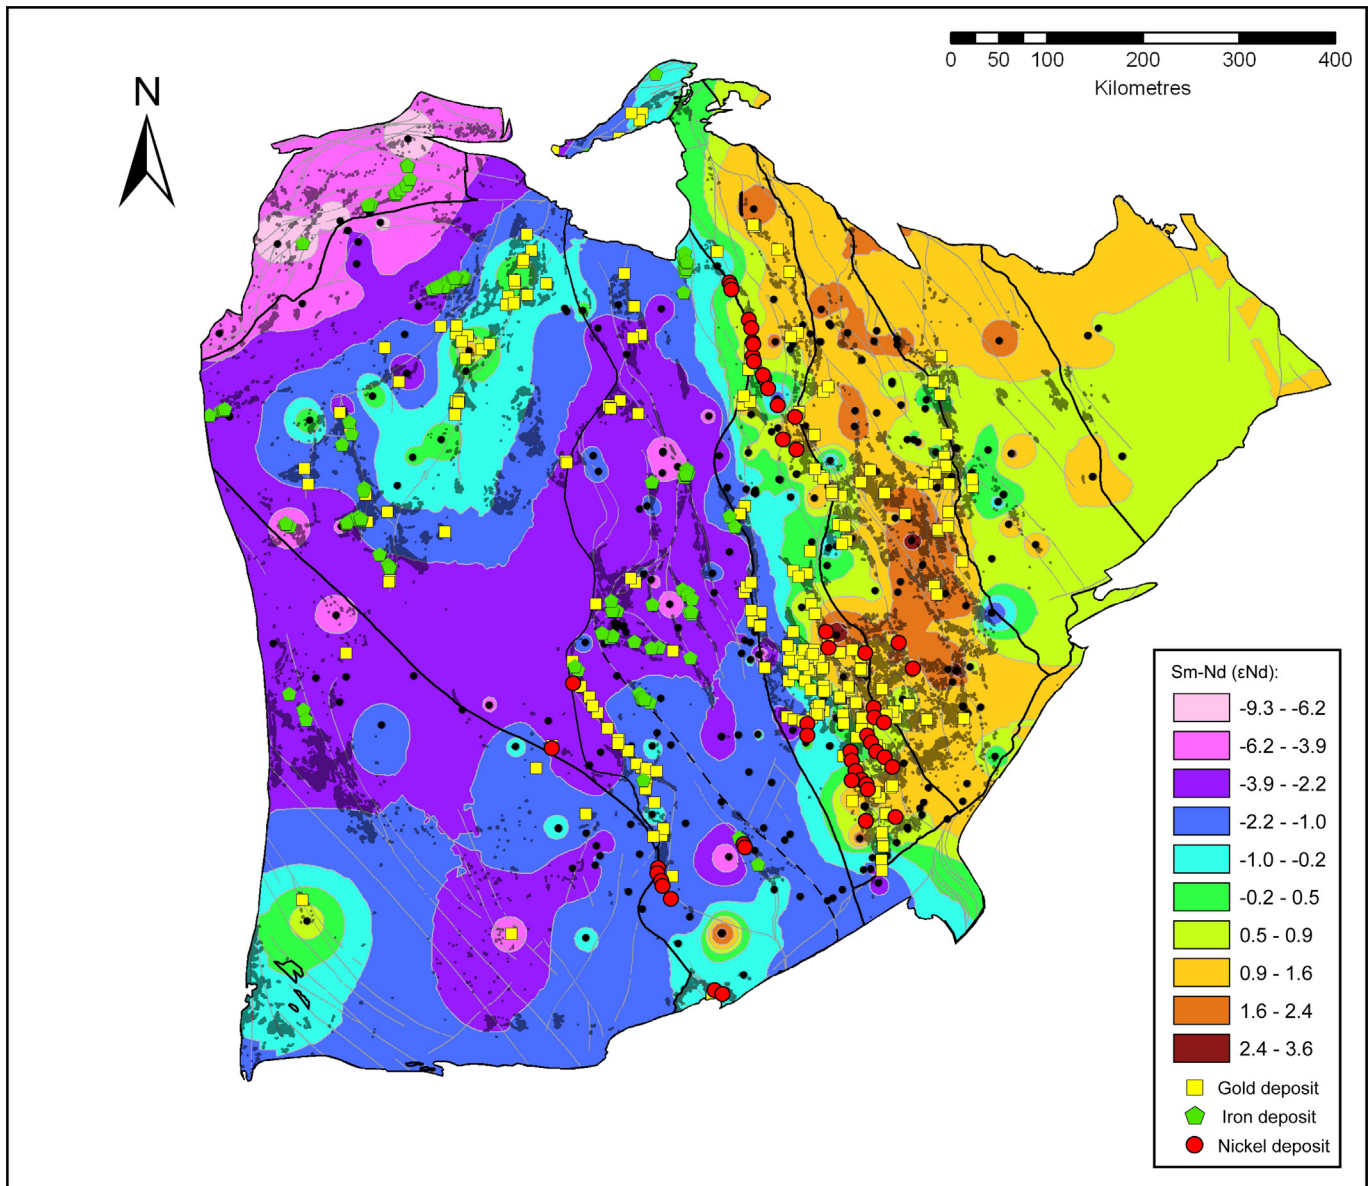 N
0 50 100 200 300 400
Kilometres
Sm-Nd (εNd):
-9.3 - -6.2
-6.2 - -3.9
-3.9 - -2.2
-2.2 - -1.0
-1.0 - -0.2
-0.2 - 0.5
0.5 - 0.9
0.9 - 1.6
1.6 - 2.4
2.4 - 3.6
Gold deposit
Iron deposit
Nickel deposit